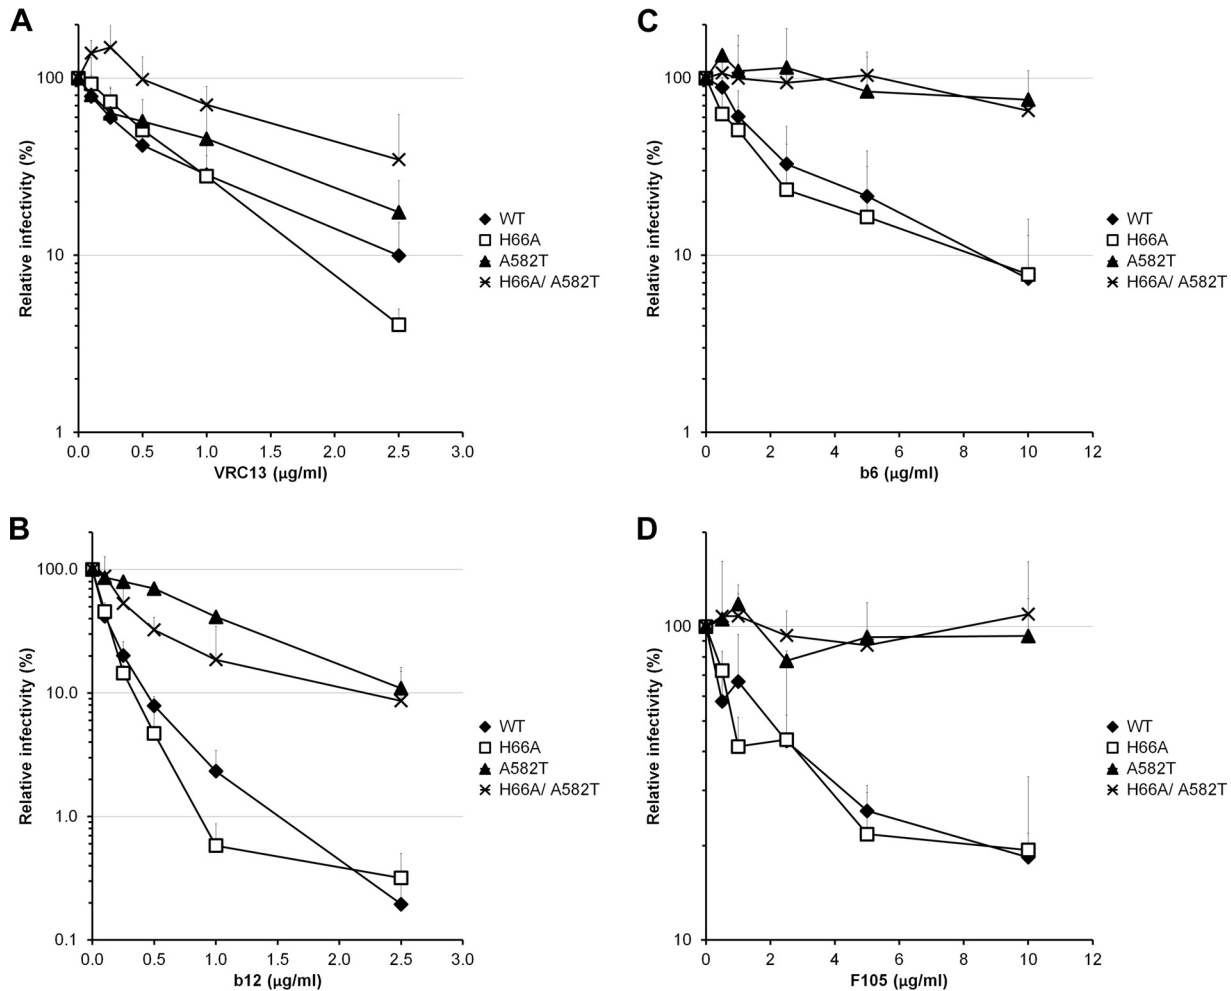 A
100
10
1
0.0 0.5 1.0 1.5 2.0 2.5 3.0
Relative infectivity (%)
VRC13 (µg/ml)
WT
H66A
A582T
H66A/ A582T
C
100
10
1
0 2 4 6 8 10 12
Relative infectivity (%)
b6 (µg/ml)
WT
H66A
A582T
H66A/ A582T
B
100.0
10.0
1.0
0.1
0.0 0.5 1.0 1.5 2.0 2.5 3.0
Relative infectivity (%)
b12 (µg/ml)
WT
H66A
A582T
H66A/ A582T
D
100
10
0 2 4 6 8 10 12
Relative infectivity (%)
F105 (µg/ml)
WT
H66A
A582T
H66A/ A582T